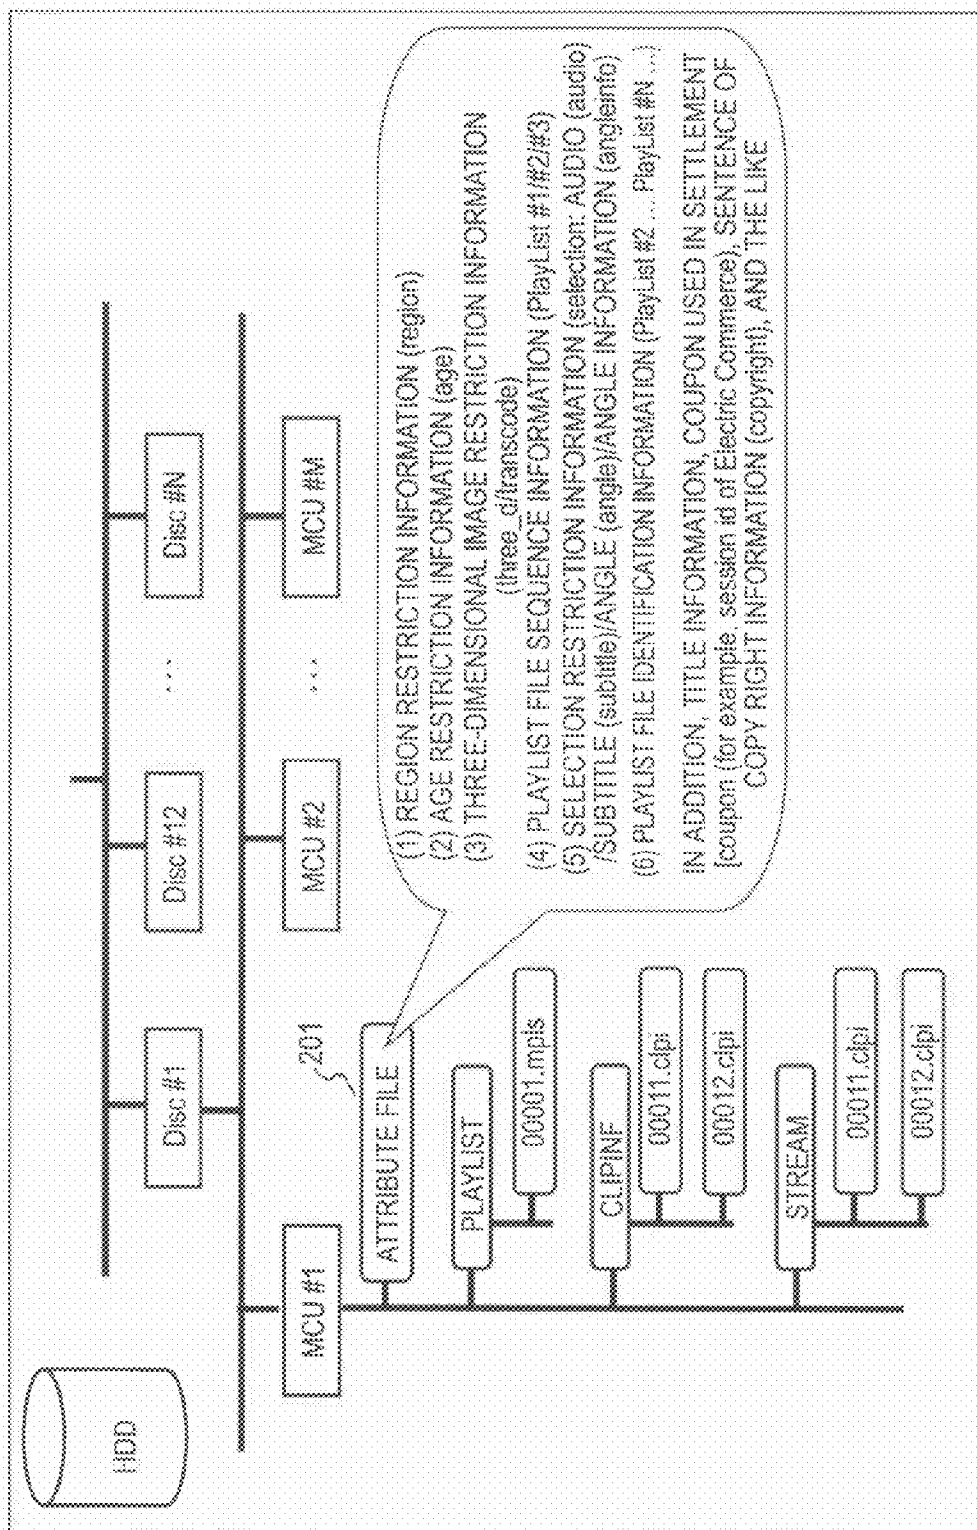 HDD
Disc #1
Disc #12
...
Disc #N
MCU #1
MCU #2
...
MCU #M
201
ATTRIBUTE FILE
PLAYLIST
00001.mpls
CLIPINF
00011.clpi
00012.clpi
STREAM
00011.clpi
00012.clpi
(1) REGION RESTRICTION INFORMATION (region)
(2) AGE RESTRICTION INFORMATION (age)
(3) THREE-DIMENSIONAL IMAGE RESTRICTION INFORMATION
(three_d/transcode)
(4) PLAYLIST FILE SEQUENCE INFORMATION (PlayList #1/#2/#3)
(5) SELECTION RESTRICTION INFORMATION (selection: AUDIO (audio)
/SUBTITLE (subtitle)/ANGLE (angle)/ANGLE INFORMATION (angleinfo)
(6) PLAYLIST FILE IDENTIFICATION INFORMATION (PlayList #2 ... PlayList #N ...)
IN ADDITION, TITLE INFORMATION, COUPON USED IN SETTLEMENT
[coupon (for example, session id of Electric Commerce), SENTENCE OF
COPY RIGHT INFORMATION (copyright), AND THE LIKE